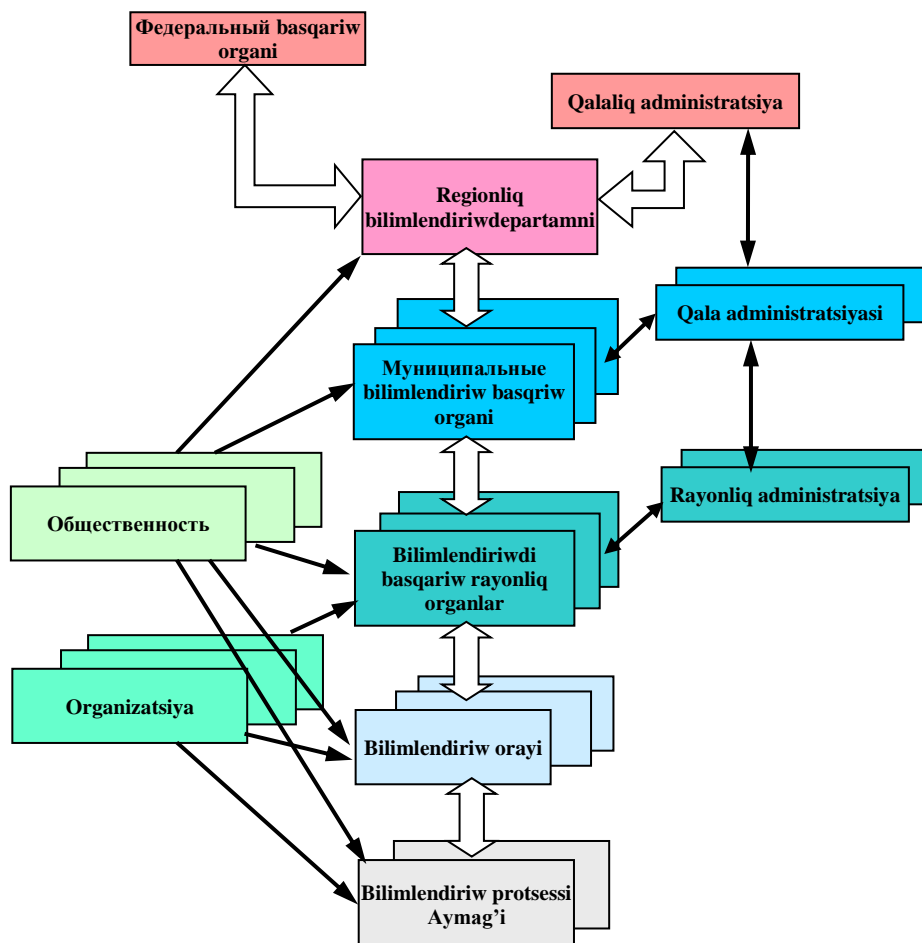 Федеральный basqariw
organi
Qalaliq administratsiya
Regionliq
bilimlendiriwdepartamni
Qala administratsiyasi
Муниципальные
bilimlendiriw basqriw
organi
Rayonliq administratsiya
Общественность
Bilimlendiriwdi
basqariw rayonliq
organlar
Organizatsiya
Bilimlendiriw orayi
Bilimlendiriw protsessi
Aymag’i